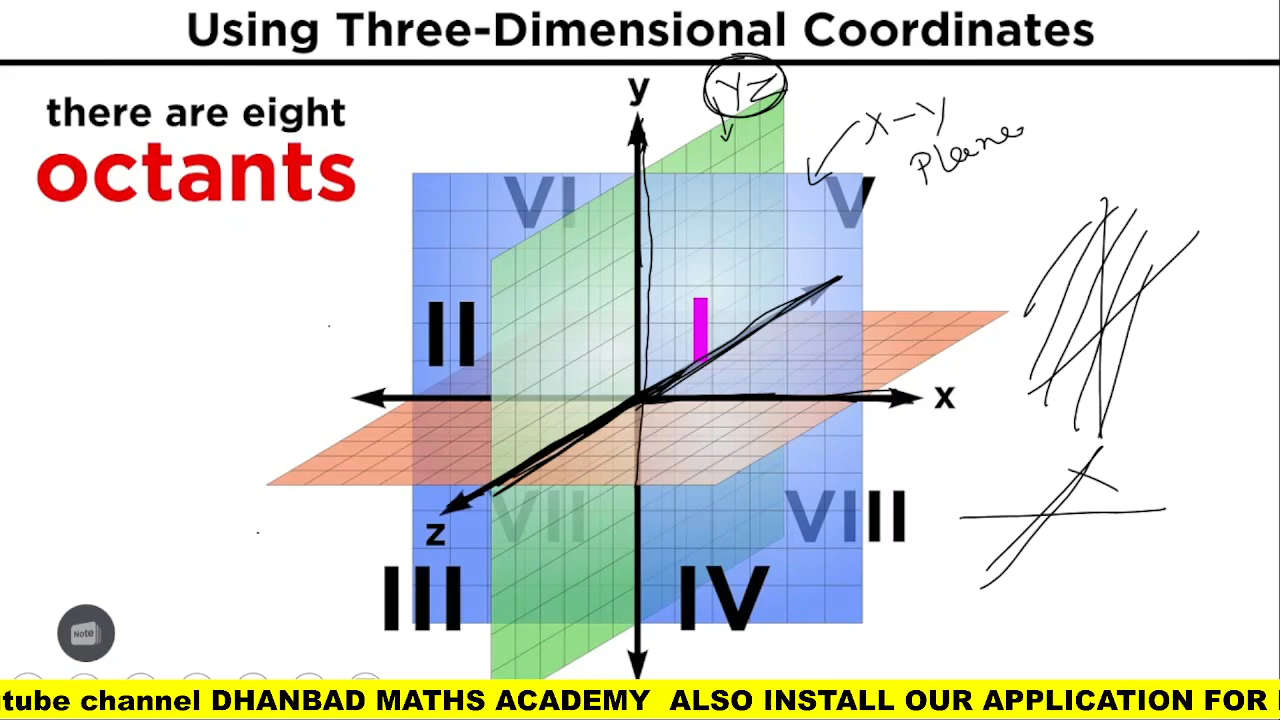 Using Three-Dimensional Coordinates
there are eight
octants
y
YZ
X-Y
Plane
VI
V
II
I
x
z
VII
VIII
III
IV
Note
utube channel DHANBAD MATHS ACADEMY ALSO INSTALL OUR APPLICATION FOR